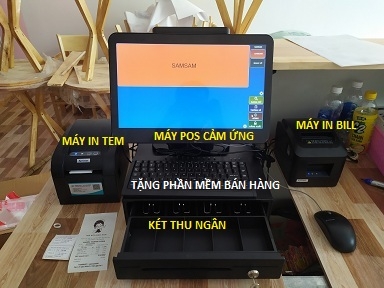 SAMSAM
MÁY IN TEM
MÁY POS CẢM ỨNG
MÁY IN BILL
TẶNG PHẦN MỀM BÁN HÀNG
KÉT THU NGÂN